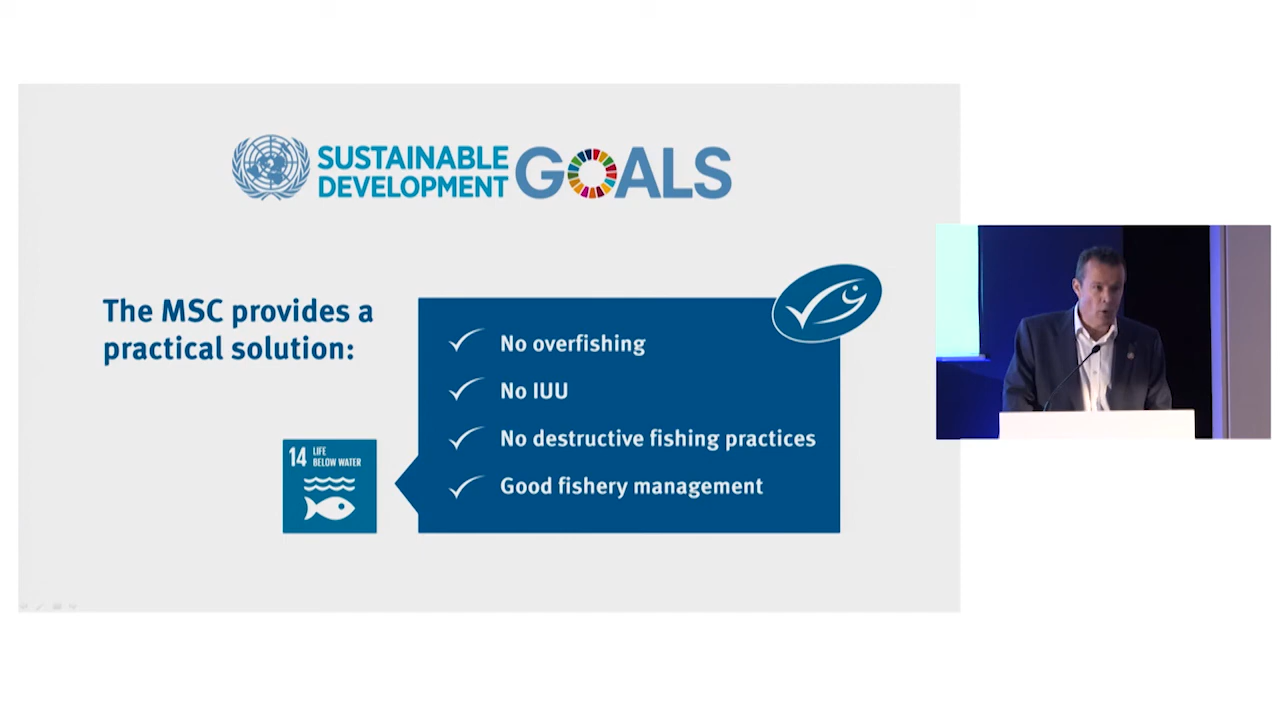 SUSTAINABLE
DEVELOPMENT
GOALS
The MSC provides a
practical solution:
No overfishing
No IUU
No destructive fishing practices
Good fishery management
14 LIFE
BELOW WATER